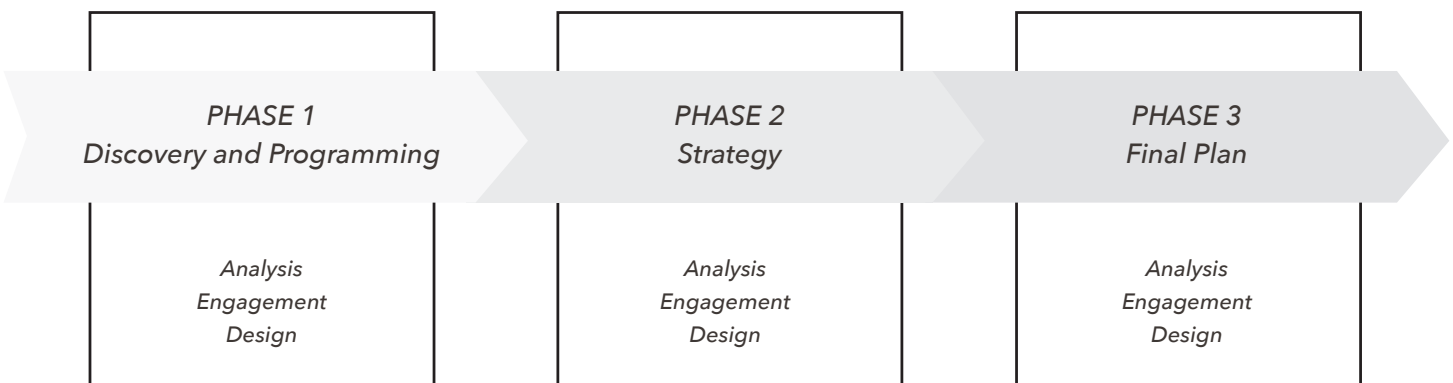 PHASE 1
Discovery and Programming
Analysis
Engagement
Design
PHASE 2
Strategy
Analysis
Engagement
Design
PHASE 3
Final Plan
Analysis
Engagement
Design